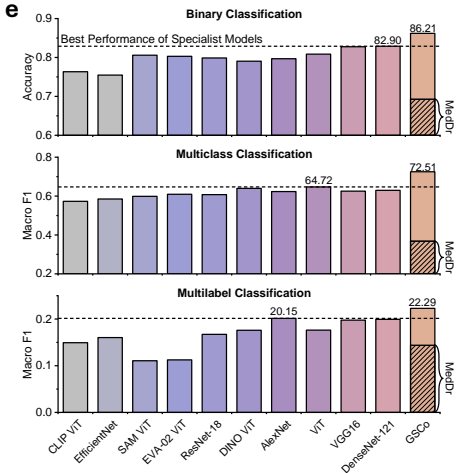 e
Binary Classification
0.9
0.8
0.7
0.6
Accuracy
Best Performance of Specialist Models
82.90
86.21
MedDr
Multiclass Classification
0.8
0.6
0.4
0.2
Macro F1
64.72
72.51
MedDr
Multilabel Classification
0.2
0.1
0.0
Macro F1
20.15
22.29
MedDr
CLIP ViT
EfficientNet
SAM ViT
EVA-02 ViT
ResNet-18
DINO ViT
AlexNet
ViT
VGG16
DenseNet-121
GSCo